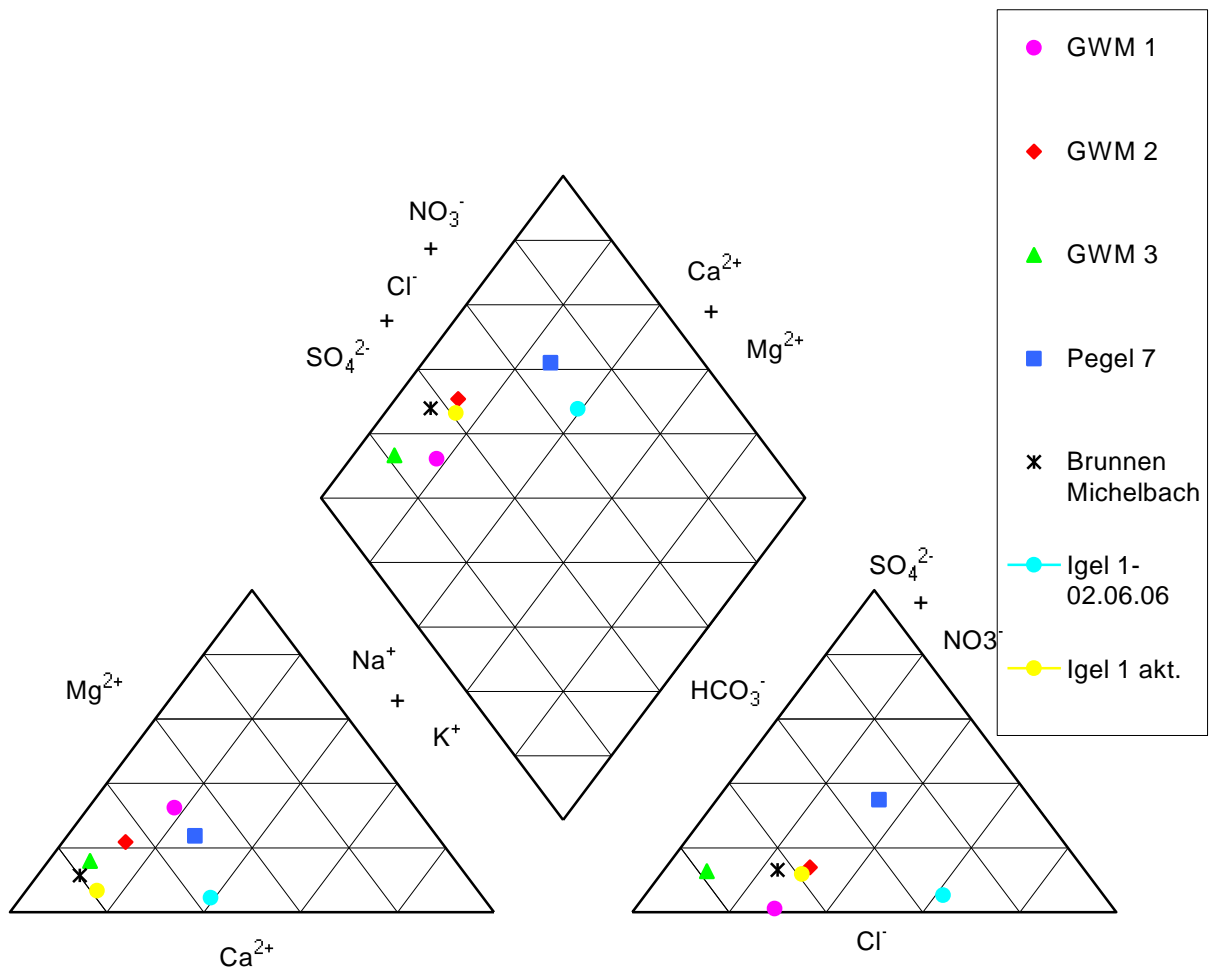 GWM 1
GWM 2
GWM 3
Pegel 7
Brunnen
Michelbach
Igel 1-
02.06.06
Igel 1 akt.
NO₃⁻
+
Cl⁻
+
SO₄²⁻
Ca²⁺
+
Mg²⁺
Mg²⁺
Na⁺
+
K⁺
Ca²⁺
HCO₃⁻
SO₄²⁻
+
NO3⁻
Cl⁻